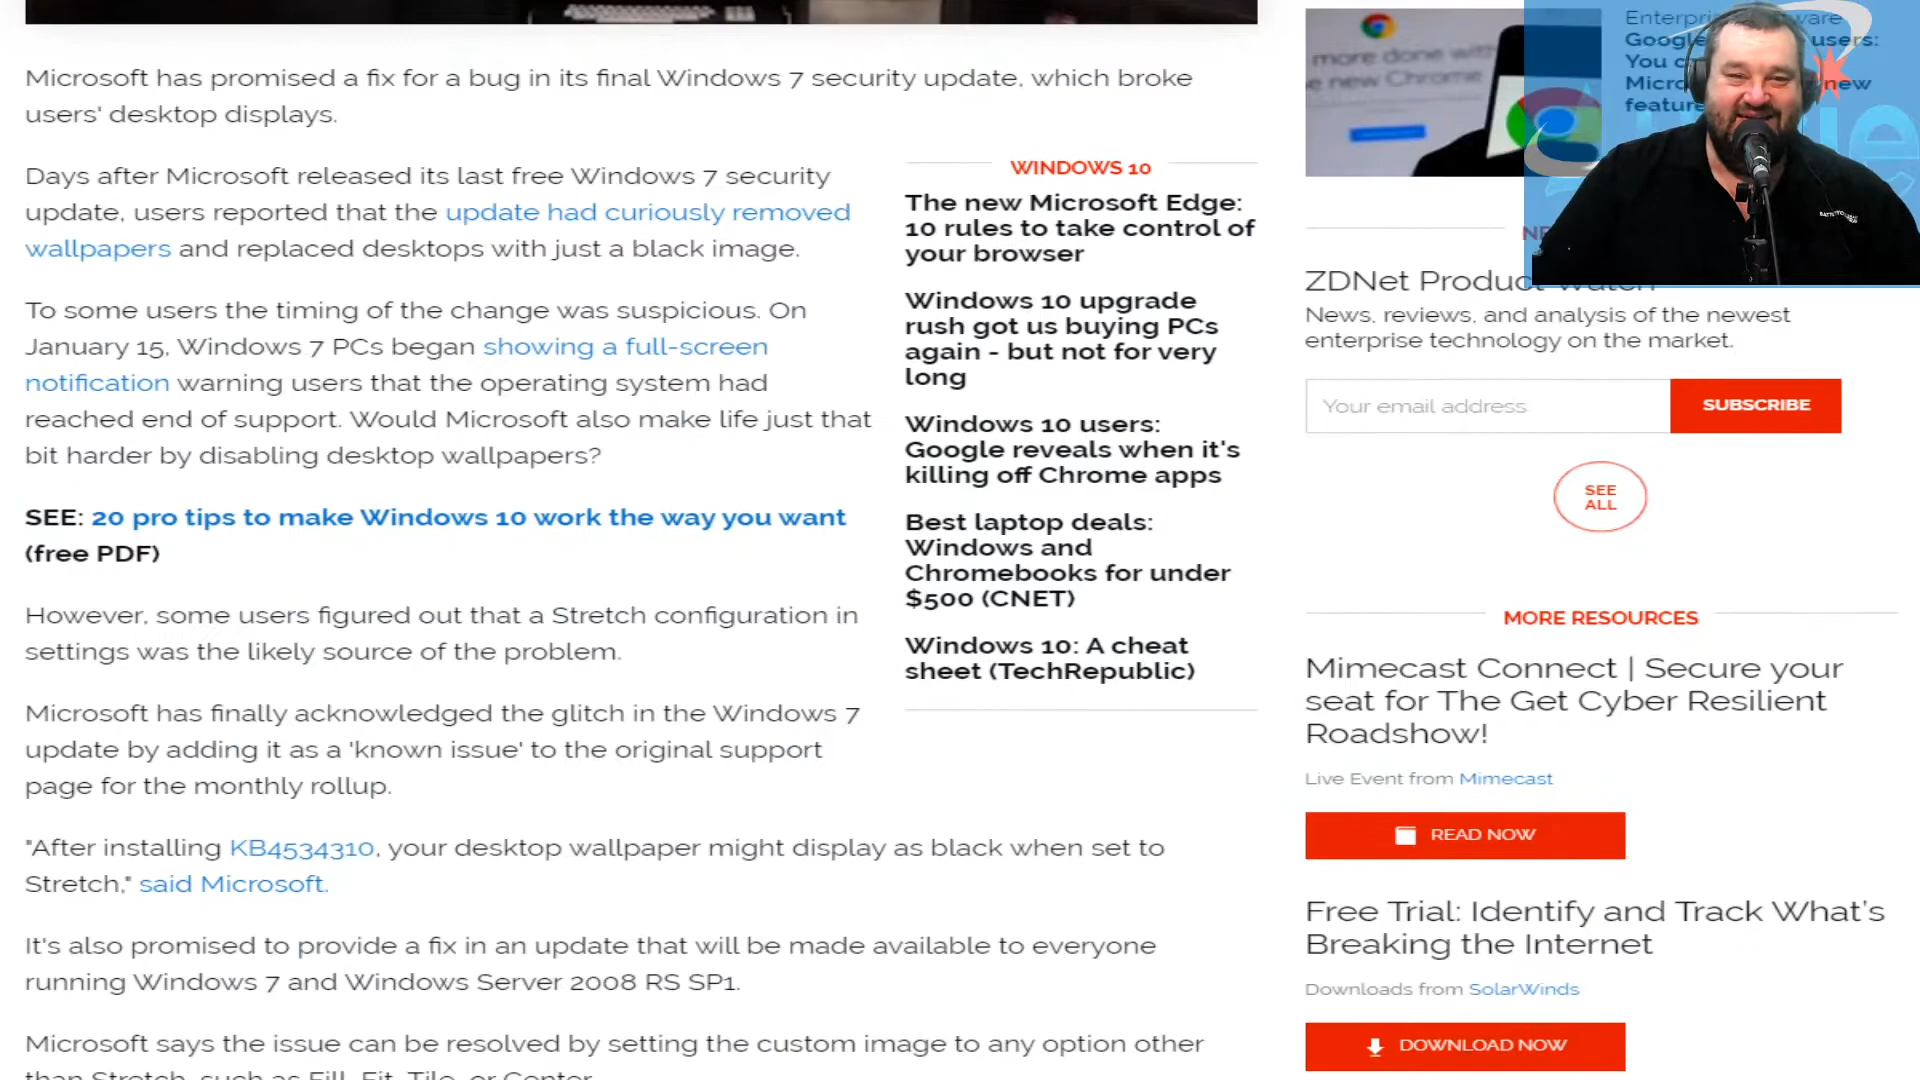 Microsoft has promised a fix for a bug in its final Windows 7 security update, which broke
users' desktop displays.
Days after Microsoft released its last free Windows 7 security
update, users reported that the update had curiously removed
wallpapers and replaced desktops with just a black image.
To some users the timing of the change was suspicious. On
January 15, Windows 7 PCs began showing a full-screen
notification warning users that the operating system had
reached end of support. Would Microsoft also make life just that
bit harder by disabling desktop wallpapers?
SEE: 20 pro tips to make Windows 10 work the way you want
(free PDF)
However, some users figured out that a Stretch configuration in
settings was the likely source of the problem.
Microsoft has finally acknowledged the glitch in the Windows 7
update by adding it as a 'known issue' to the original support
page for the monthly rollup.
"After installing KB4534310, your desktop wallpaper might display as black when set to
Stretch," said Microsoft.
It's also promised to provide a fix in an update that will be made available to everyone
running Windows 7 and Windows Server 2008 RS SP1.
Microsoft says the issue can be resolved by setting the custom image to any option other
than Stretch, such as Fill, Fit, Tile, or Center.
WINDOWS 10
The new Microsoft Edge:
10 rules to take control of
your browser
Windows 10 upgrade
rush got us buying PCs
again - but not for very
long
Windows 10 users:
Google reveals when it's
killing off Chrome apps
Best laptop deals:
Windows and
Chromebooks for under
$500 (CNET)
Windows 10: A cheat
sheet (TechRepublic)
more done with
new Chrome
Google users:
You
new
ZDNet Product Watch
News, reviews, and analysis of the newest
enterprise technology on the market.
Your email address
SUBSCRIBE
SEE
ALL
MORE RESOURCES
Mimecast Connect | Secure your
seat for The Get Cyber Resilient
Roadshow!
Live Event from Mimecast
READ NOW
Free Trial: Identify and Track What's
Breaking the Internet
Downloads from SolarWinds
DOWNLOAD NOW